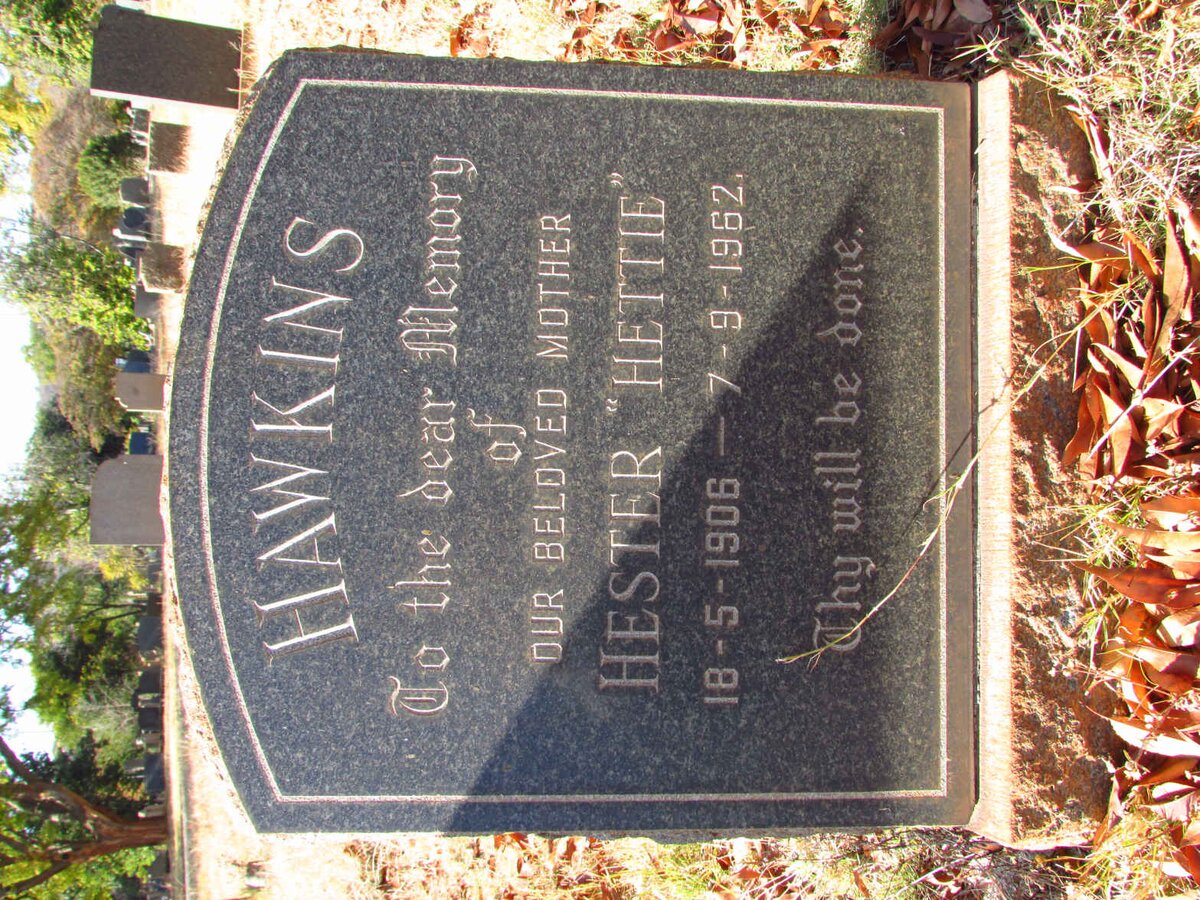 HAWKINS
To the dear Memory
of
OUR BELOVED MOTHER
HESTER "HETTIE"
18-5-1906 — 7-9-1962.
Thy will be done.